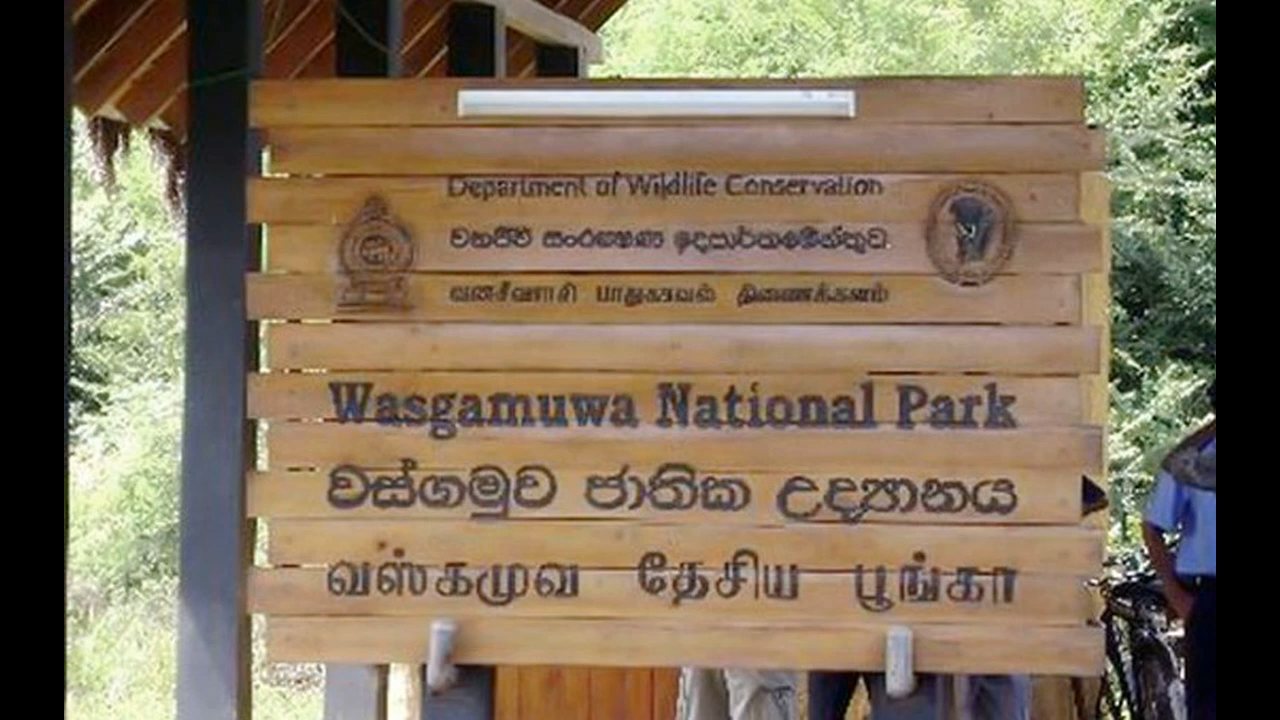 Department of Wildlife Conservation
වනජීවී සංරක්ෂණ දෙපාර්තමේන්තුව
வனசீவராசி பாதுகாவல் திணைக்களம்
Wasgamuwa National Park
වස්ගමුව ජාතික උද්‍යානය
வஸ்கமுவ தேசிய பூங்கா